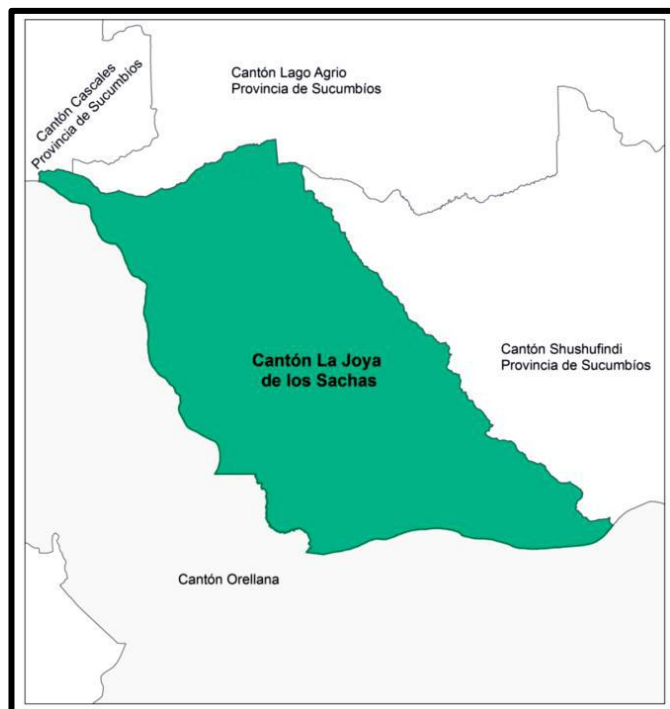 Cantón Cascales
Provincia de Sucumbíos
Cantón Lago Agrio
Provincia de Sucumbíos
Cantón Shushufindi
Provincia de Sucumbíos
Cantón La Joya
de los Sachas
Cantón Orellana